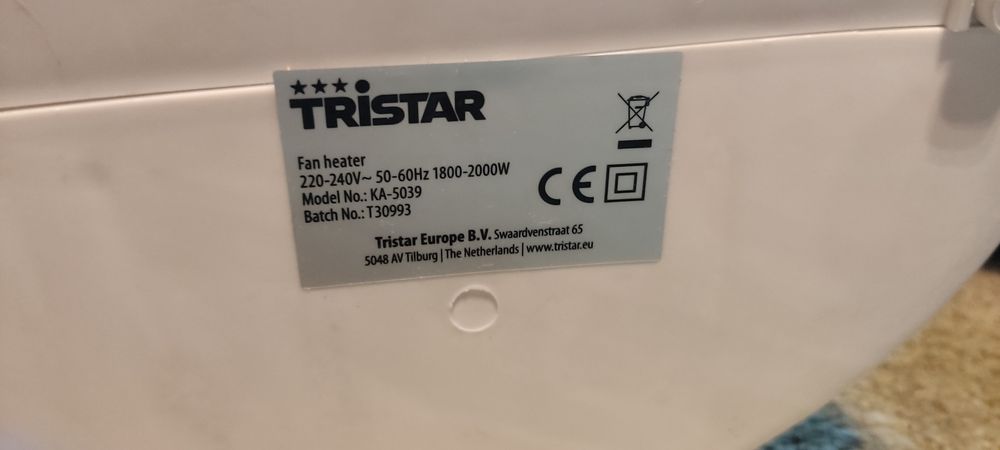 TRISTAR
Fan heater
220-240V~ 50-60Hz 1800-2000W
Model No.: KA-5039
Batch No.: T30993
CE
Tristar Europe B.V. Swaardvenstraat 65
5048 AV Tilburg | The Netherlands | www.tristar.eu